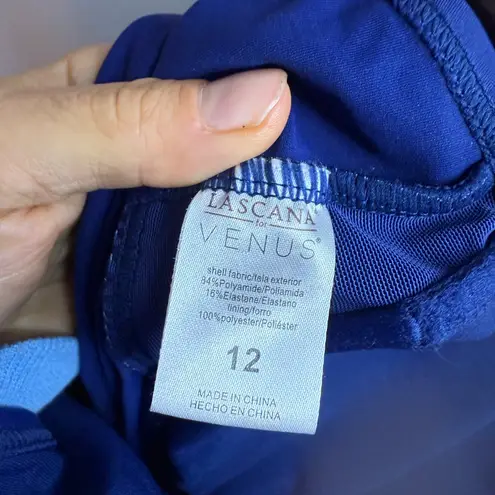 LASCANA
for
VENUS®
shell fabric/tela exterior
84%Polyamide/Poliamida
16%Elastane/Elastano
lining/forro
100%polyester/Poliéster
12
MADE IN CHINA
HECHO EN CHINA